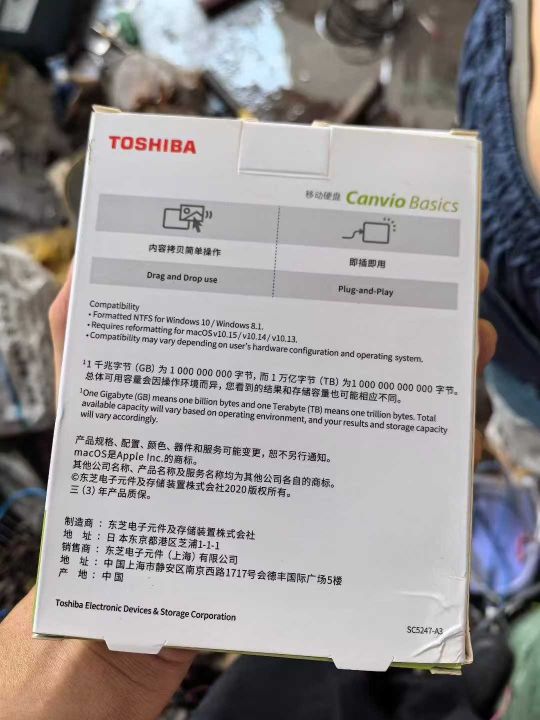 TOSHIBA
移动硬盘 Canvio Basics
内容拷贝简单操作
即插即用
Drag and Drop use
Plug-and-Play
Compatibility
• Formatted NTFS for Windows 10 / Windows 8.1.
• Requires reformatting for macOS v10.15 / v10.14 / v10.13.
• Compatibility may vary depending on user's hardware configuration and operating system.
¹1 千兆字节 (GB) 为 1 000 000 000 字节, 而 1 万亿字节 (TB) 为1 000 000 000 000 字节。
总体可用容量会因操作环境而异, 您看到的结果和存储容量也可能相应不同。
¹One Gigabyte (GB) means one billion bytes and one Terabyte (TB) means one trillion bytes. Total
available capacity will vary based on operating environment, and your results and storage capacity
will vary accordingly.
产品规格、配置、颜色、器件和服务可能变更, 恕不另行通知。
macOS是Apple Inc.的商标。
其他公司名称、产品名称及服务名称均为其他公司各自的商标。
©东芝电子元件及存储装置株式会社2020版权所有。
三 (3) 年产品质保。
制造商 : 东芝电子元件及存储装置株式会社
地 址 : 日本东京都港区芝浦1-1-1
销售商 : 东芝电子元件 (上海) 有限公司
地 址 : 中国上海市静安区南京西路1717号会德丰国际广场5楼
产 地 : 中国
Toshiba Electronic Devices & Storage Corporation
SC5247-A3